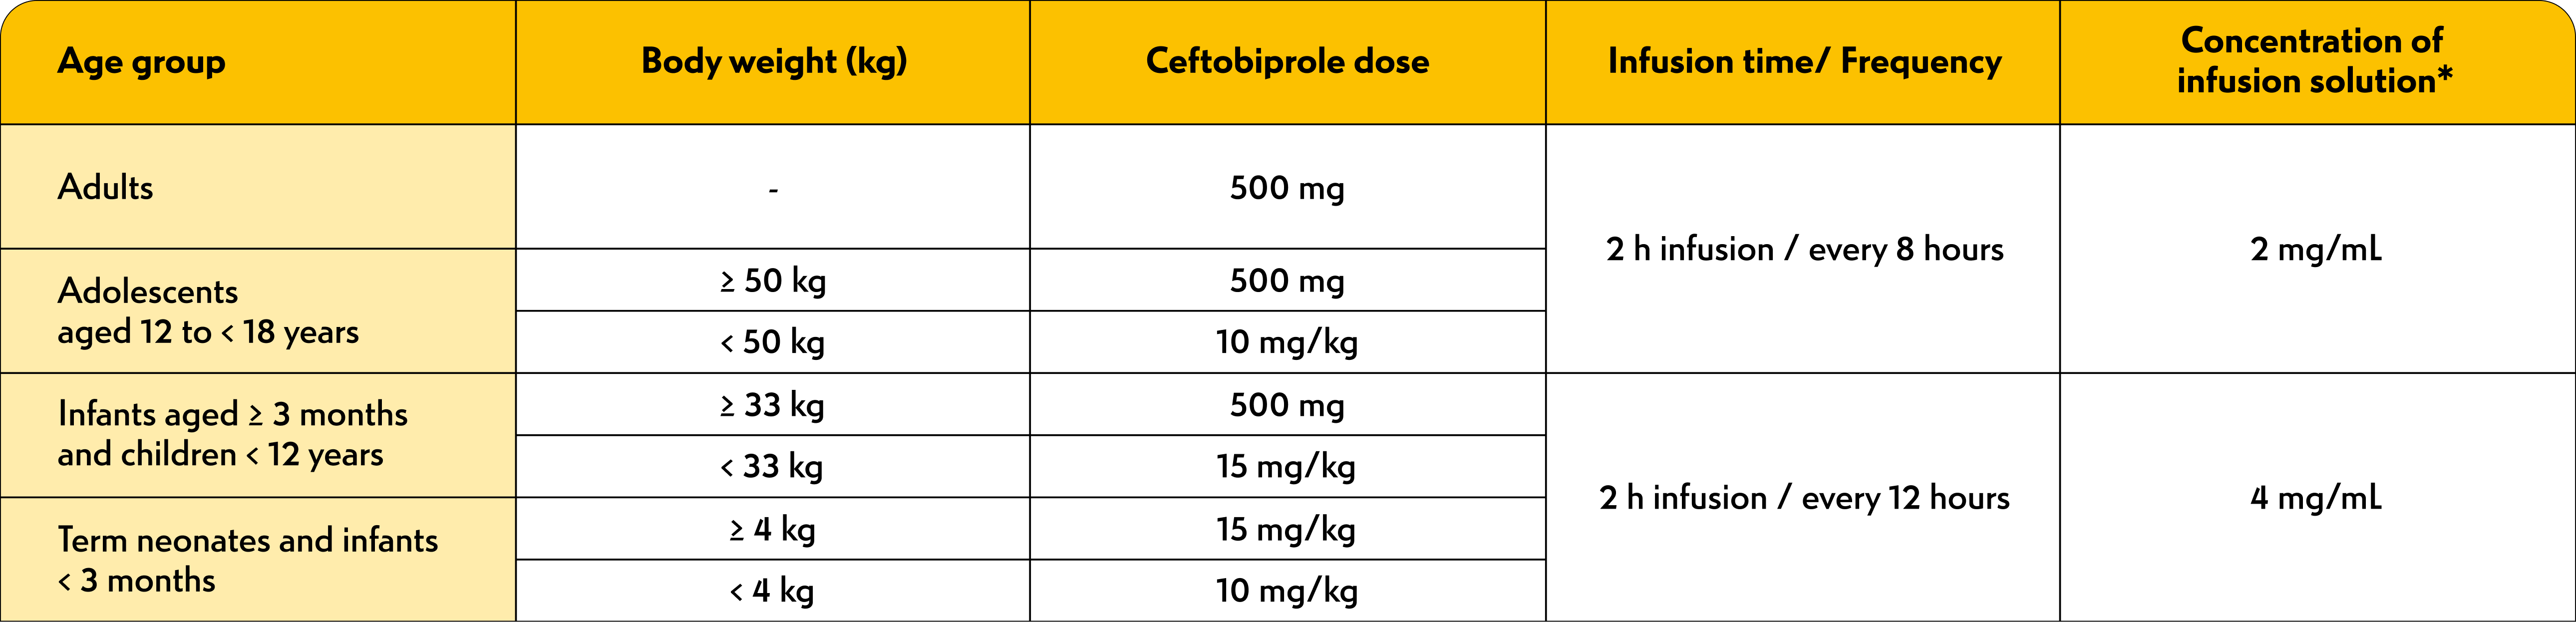 Age group
Body weight (kg)
Ceftobiprole dose
Infusion time/ Frequency
Concentration of
infusion solution*
Adults
-
500 mg
2 h infusion / every 8 hours
2 mg/mL
Adolescents
aged 12 to < 18 years
≥ 50 kg
500 mg
< 50 kg
10 mg/kg
Infants aged ≥ 3 months
and children < 12 years
≥ 33 kg
500 mg
2 h infusion / every 12 hours
4 mg/mL
< 33 kg
15 mg/kg
Term neonates and infants
< 3 months
≥ 4 kg
15 mg/kg
< 4 kg
10 mg/kg